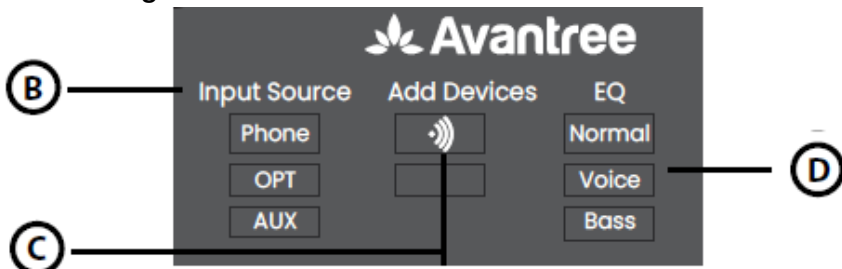 Avantree
B
Input Source Add Devices EQ
Phone Normal
OPT Voice
D
AUX Bass
C